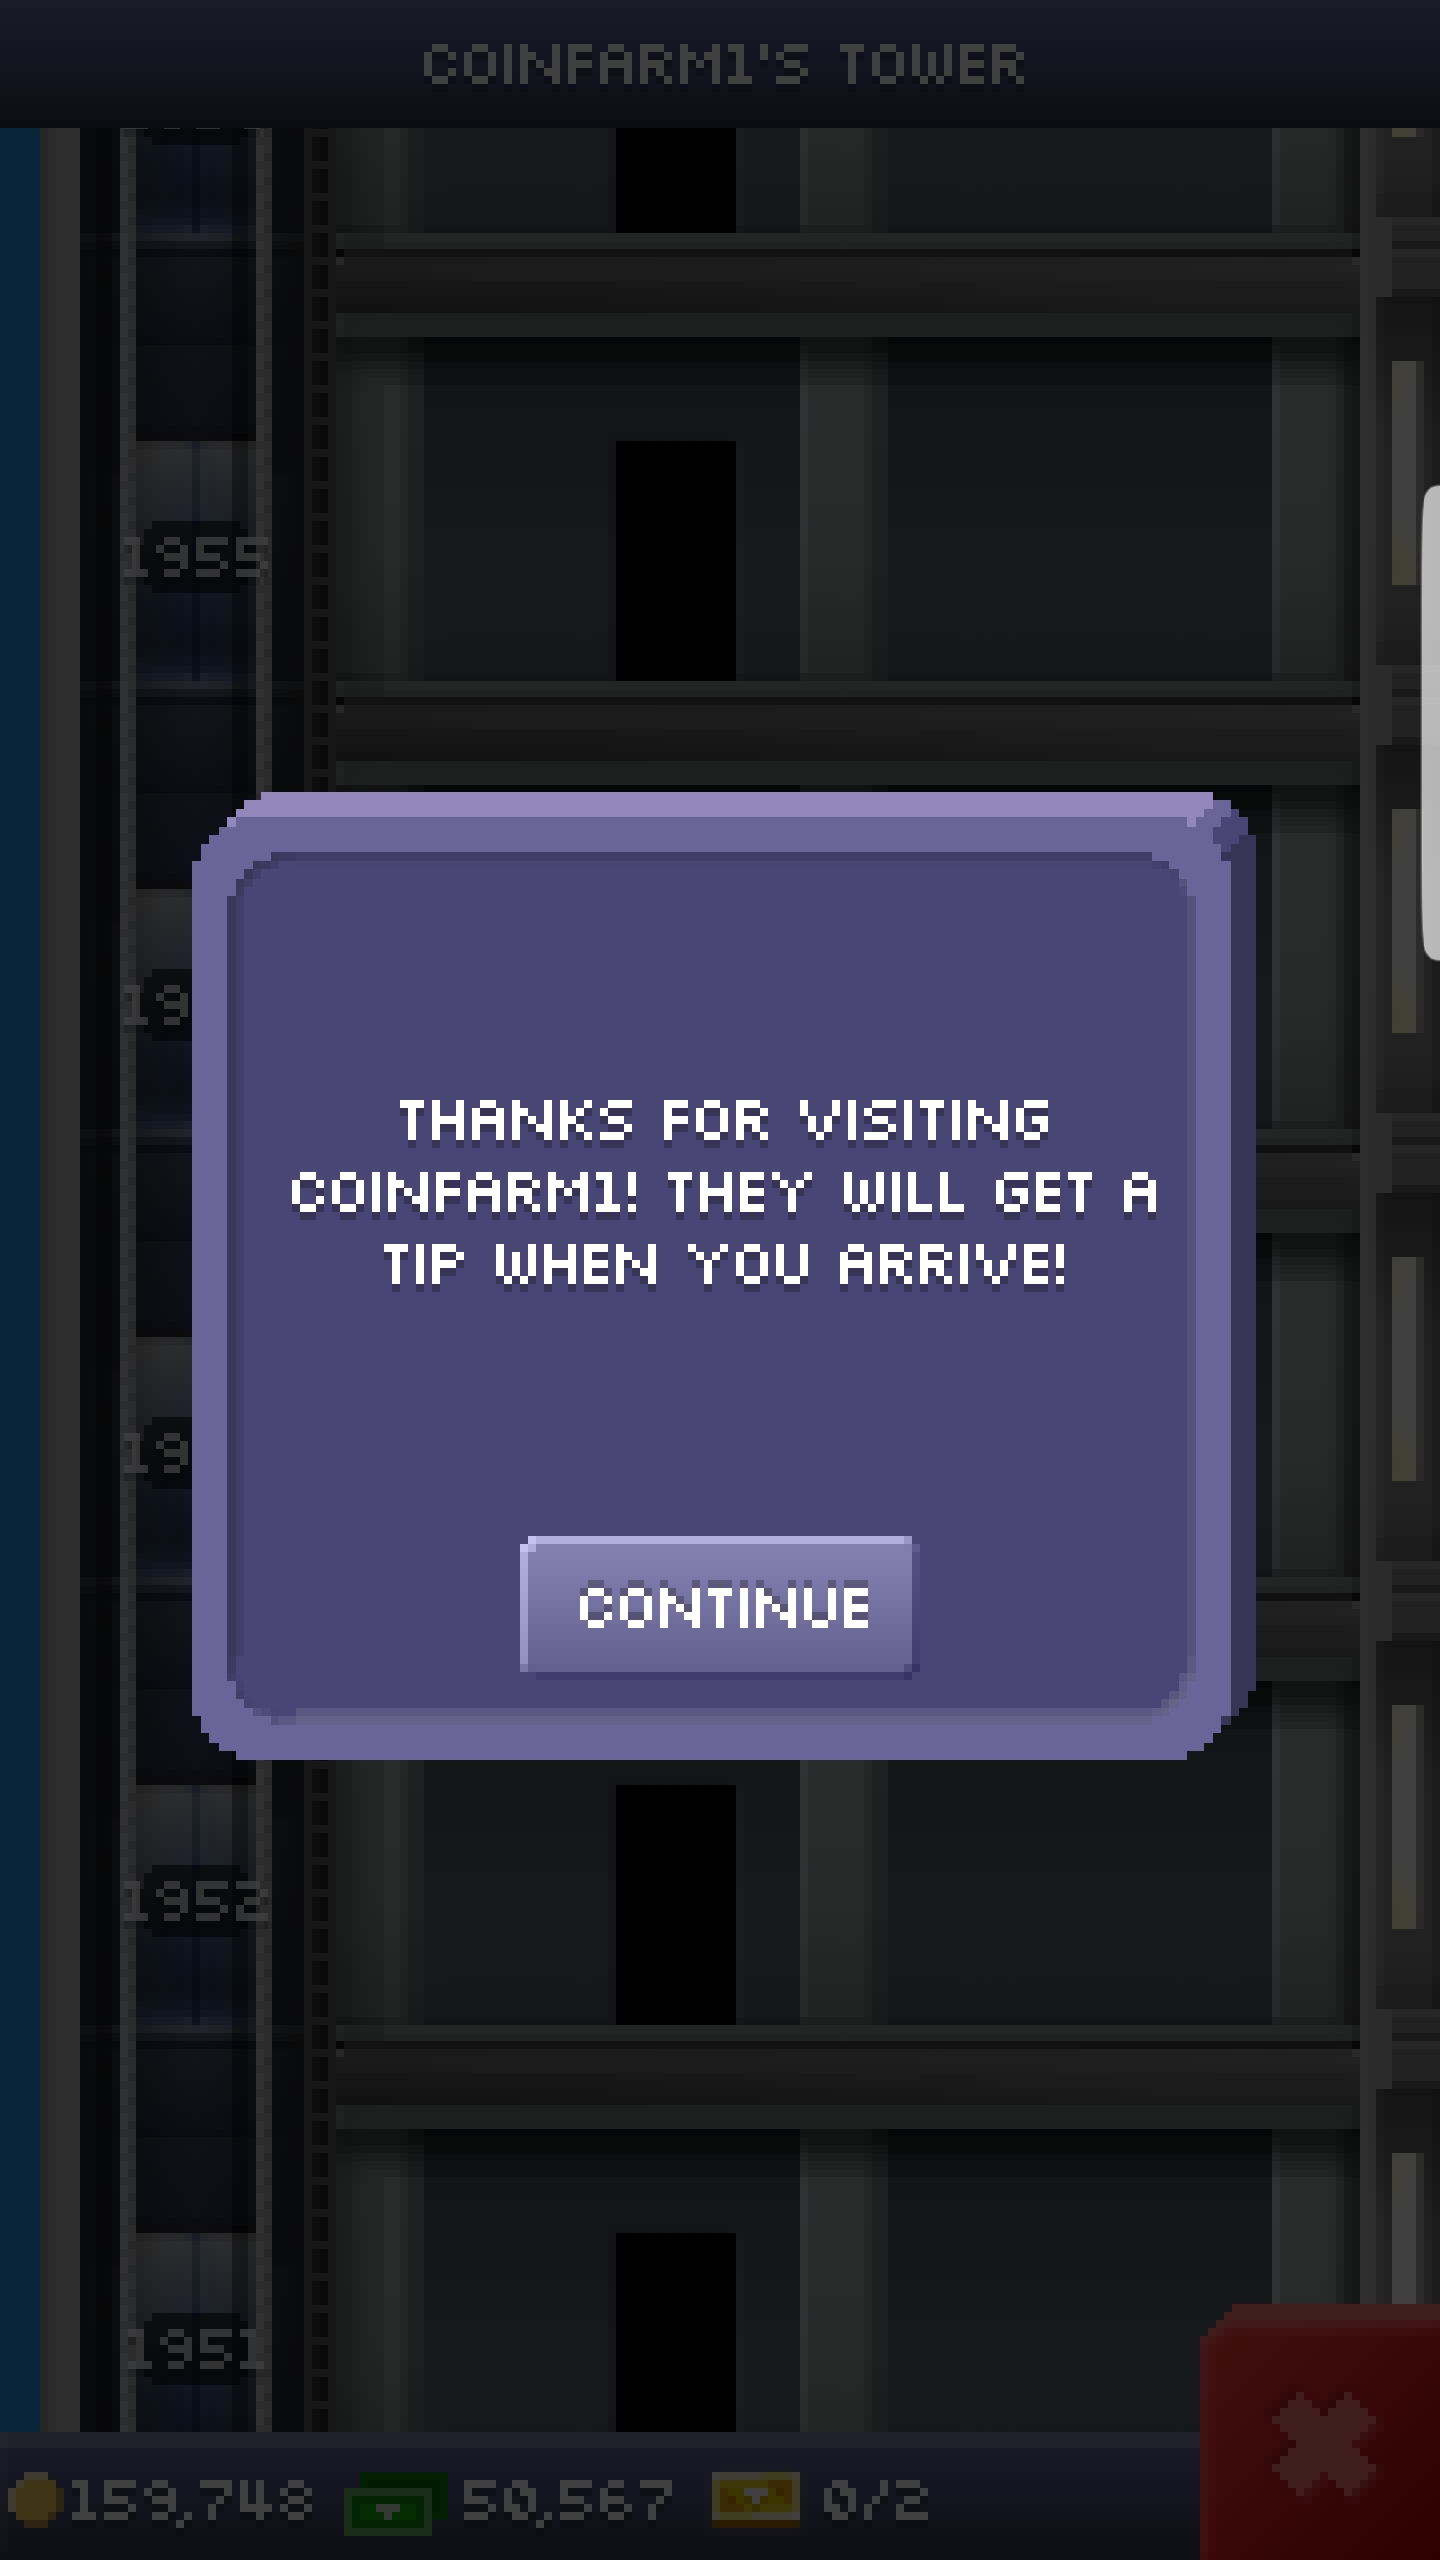 COINFARM1'S TOWER
1955
THANKS FOR VISITING
COINFARM1! THEY WILL GET A
TIP WHEN YOU ARRIVE!
CONTINUE
1952
1951
159,748 50,567 0/2